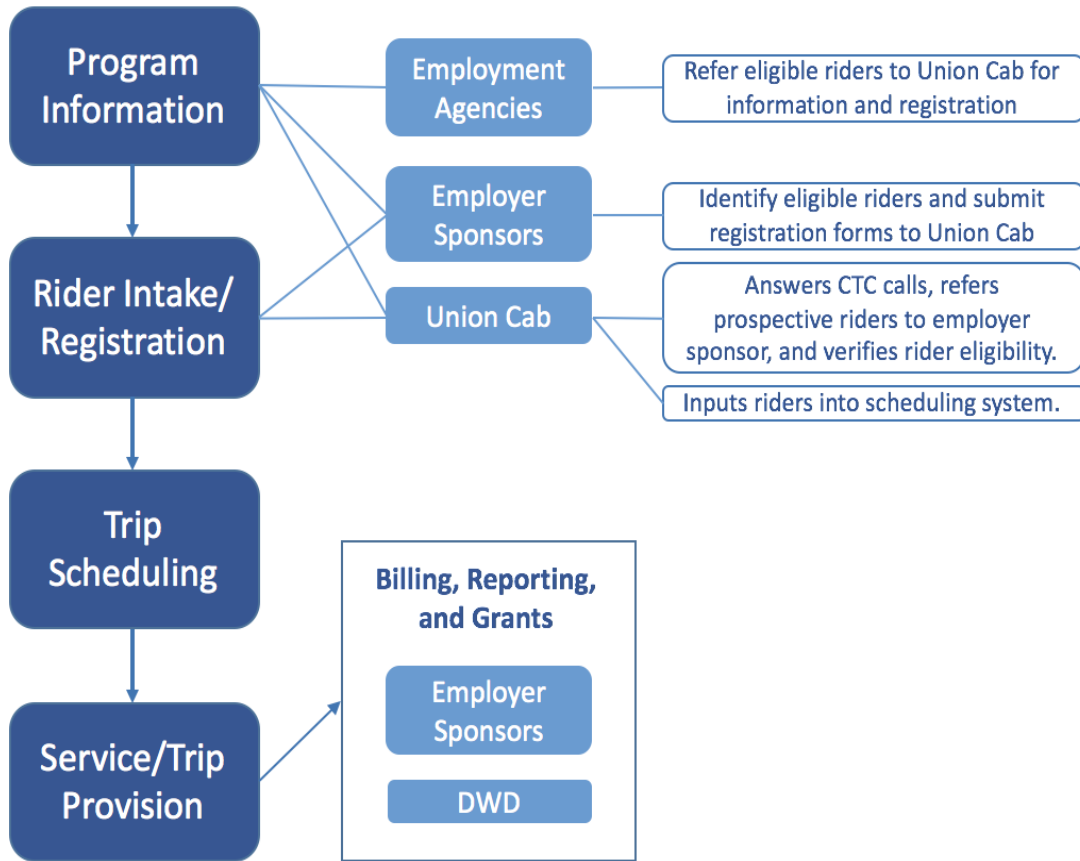 Program
Information
Employment
Agencies
Refer eligible riders to Union Cab for
information and registration
Employer
Sponsors
Identify eligible riders and submit
registration forms to Union Cab
Rider Intake/
Registration
Union Cab
Answers CTC calls, refers
prospective riders to employer
sponsor, and verifies rider eligibility.
Inputs riders into scheduling system.
Trip
Scheduling
Billing, Reporting,
and Grants
Employer
Sponsors
DWD
Service/Trip
Provision